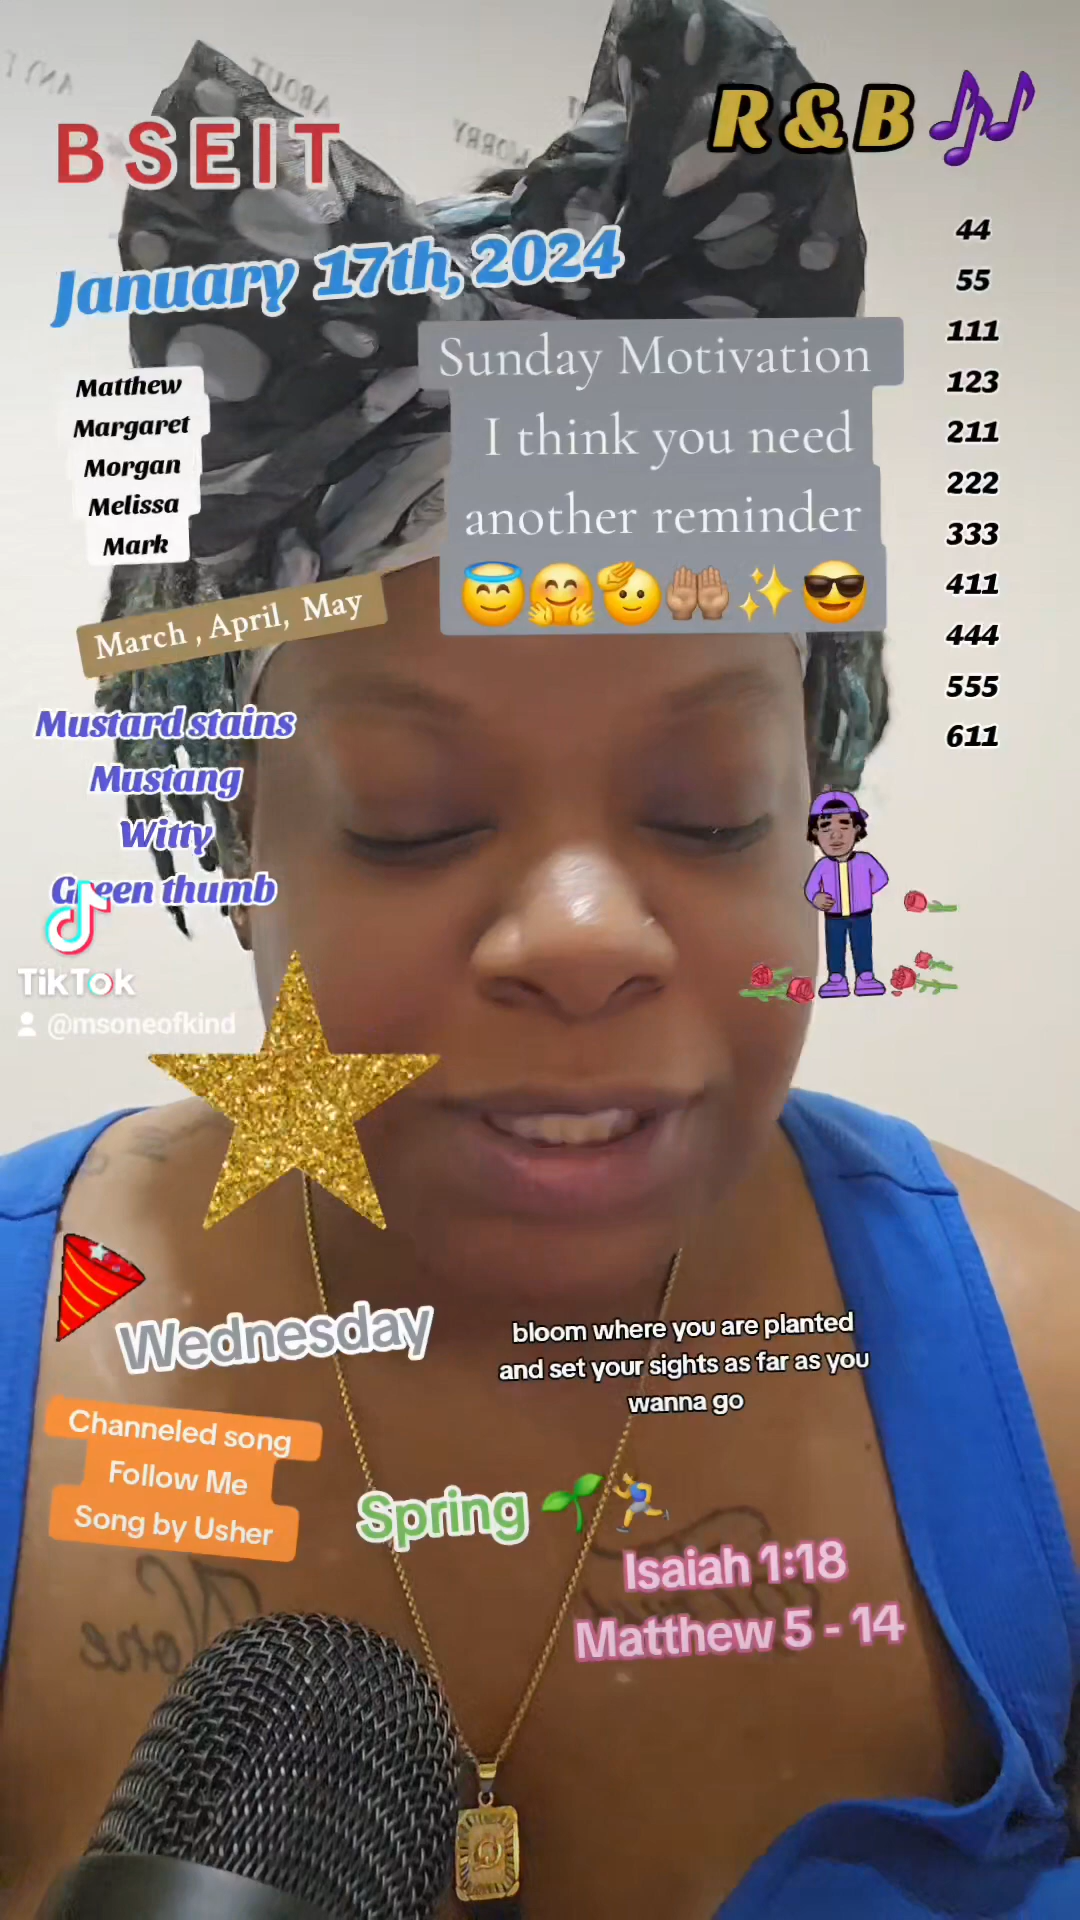 ABOUT
WORRY
BSEIT
R & B
January 17th, 2024
Matthew
Margaret
Morgan
Melissa
Mark
Sunday Motivation
I think you need
another reminder
😇🤗🫡🤲🏽✨😎
44
55
111
123
211
222
333
411
444
555
611
March , April, May
Mustard stains
Mustang
Witty
Green thumb
TikTok
@msoneofkind
Wednesday
bloom where you are planted
and set your sights as far as you
wanna go
Channeled song
Follow Me
Song by Usher
Spring
Isaiah 1:18
Matthew 5 - 14